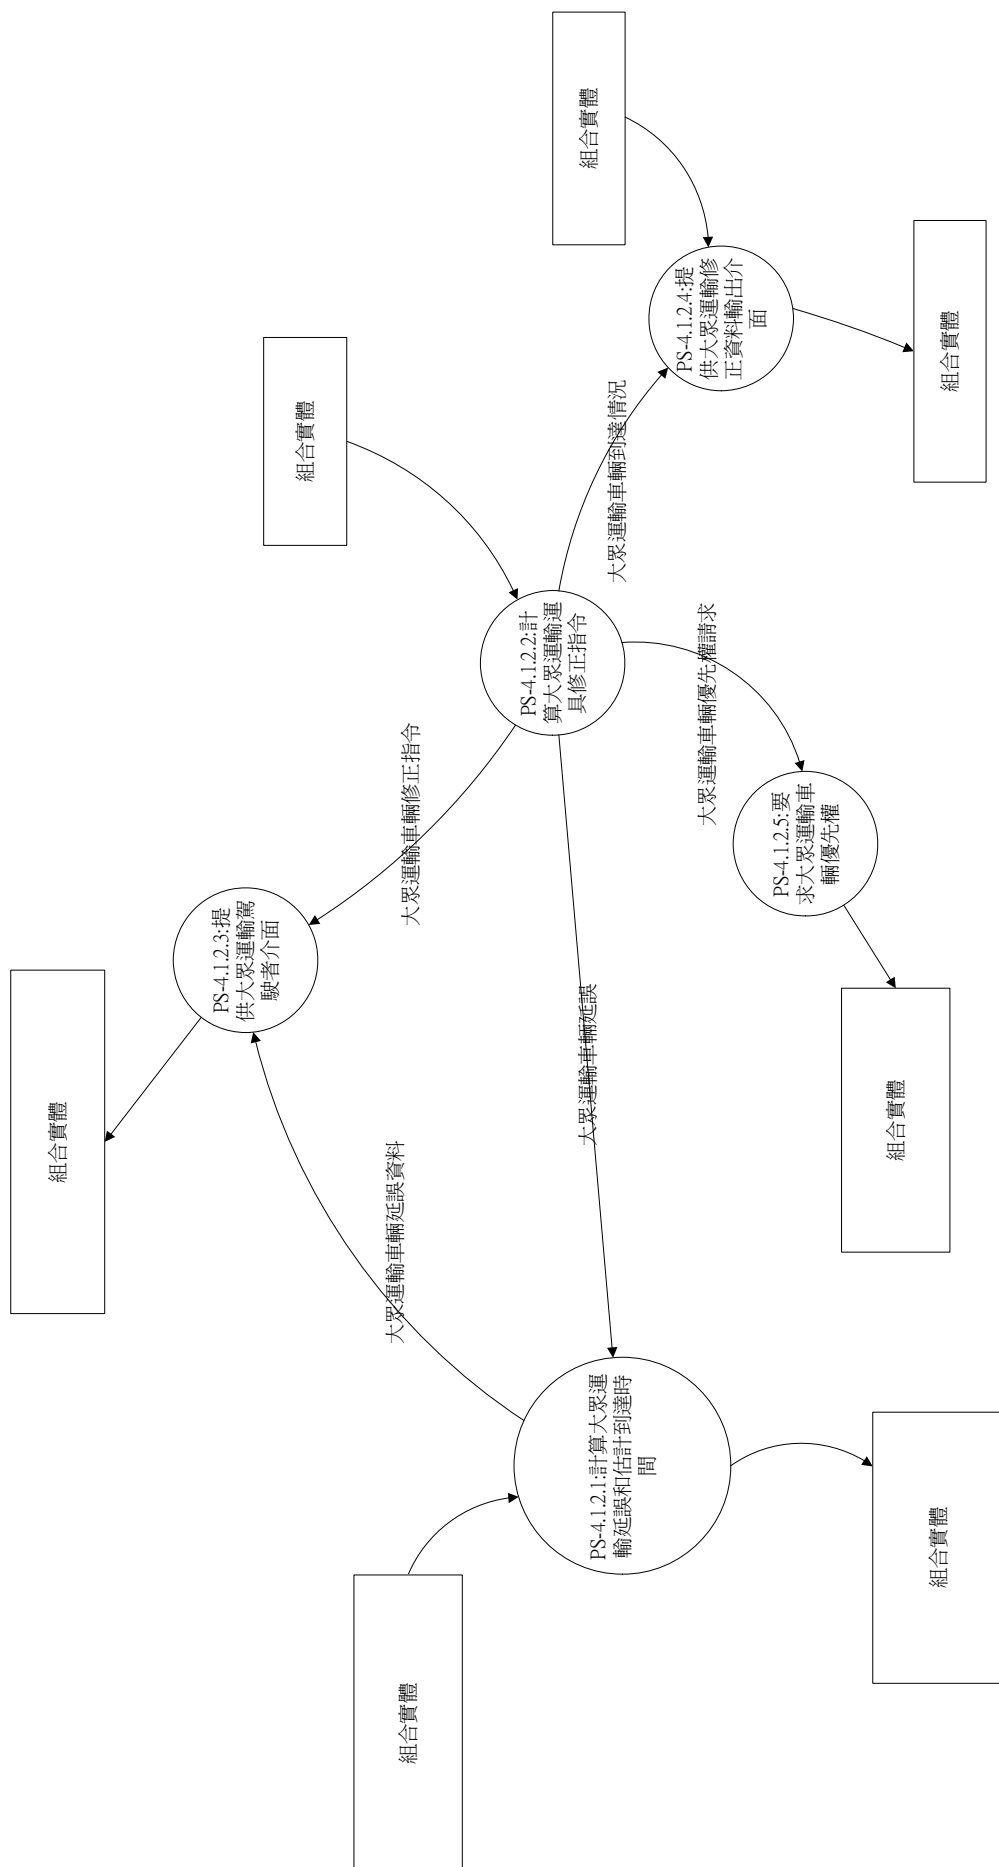 組合實體
PS-4.1.2.3:提
供大眾運輸駕
駛者介面
組合實體
組合實體
大眾運輸車輛延誤資料
大眾運輸車輛修正指令
PS-4.1.2.1:計算大眾運
輸延誤和估計到達時
間
大眾運輸車輛延誤
PS-4.1.2.2:計
算大眾運輸運
具修正指令
大眾運輸車輛到達情況
組合實體
PS-4.1.2.4:提
供大眾運輸修
正資料輸出介
面
大眾運輸車輛優先權請求
PS-4.1.2.5:要
求大眾運輸車
輛優先權
組合實體
組合實體
組合實體